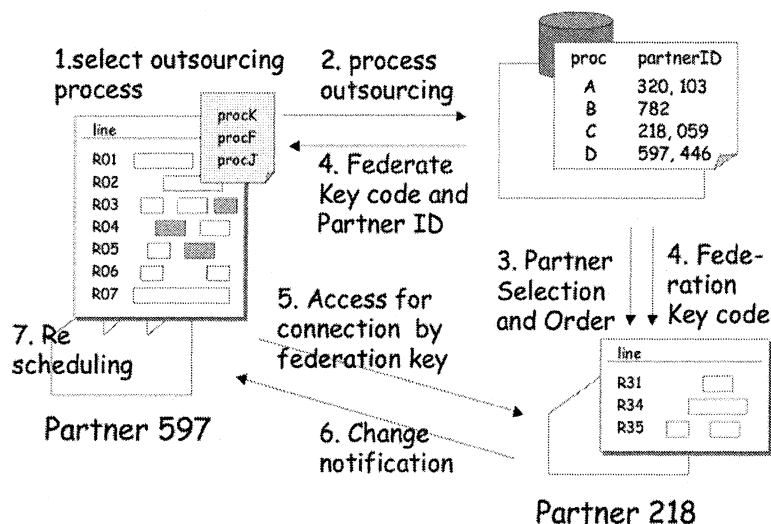 1.select outsourcing
process
2. process
outsourcing
proc partnerID
A 320, 103
B 782
C 218, 059
D 597, 446
procK
procF
procJ
line
R01
R02
R03
R04
R05
R06
R07
4. Federate
Key code and
Partner ID
3. Partner
Selection
and Order
4. Fede-
ration
Key code
5. Access for
connection by
federation key
7. Re
scheduling
Partner 597
6. Change
notification
line
R31
R34
R35
Partner 218